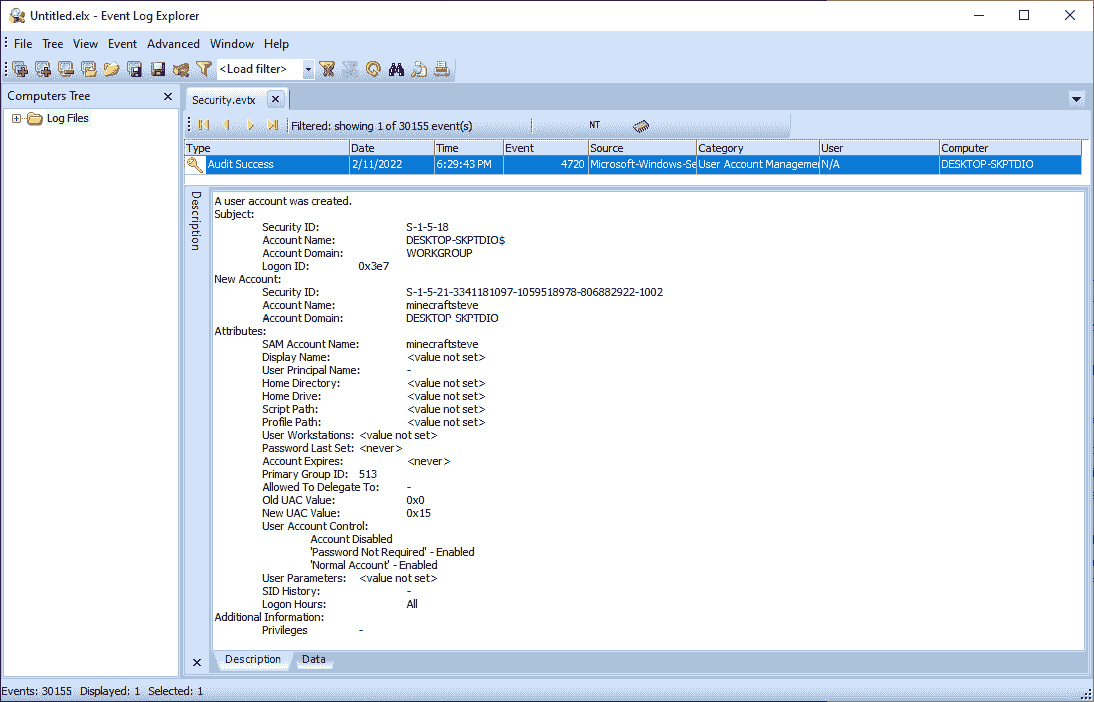 Untitled.elx - Event Log Explorer
File Tree View Event Advanced Window Help
<Load filter>
Computers Tree
Log Files
Security.evtx
Filtered: showing 1 of 30155 event(s) NT
Type Date Time Event Source Category User Computer
Audit Success 2/11/2022 6:29:43 PM 4720 Microsoft-Windows-Se User Account Manageme N/A DESKTOP-SKPTDIO
Description
A user account was created.
Subject:
Security ID: S-1-5-18
Account Name: DESKTOP-SKPTDIO$
Account Domain: WORKGROUP
Logon ID: 0x3e7
New Account:
Security ID: S-1-5-21-3341181097-1059518978-806882922-1002
Account Name: minecraftsteve
Account Domain: DESKTOP SKPTDIO
Attributes:
SAM Account Name: minecraftsteve
Display Name: <value not set>
User Principal Name: -
Home Directory: <value not set>
Home Drive: <value not set>
Script Path: <value not set>
Profile Path: <value not set>
User Workstations: <value not set>
Password Last Set: <never>
Account Expires: <never>
Primary Group ID: 513
Allowed To Delegate To: -
Old UAC Value: 0x0
New UAC Value: 0x15
User Account Control:
Account Disabled
'Password Not Required' - Enabled
'Normal Account' - Enabled
User Parameters: <value not set>
SID History: -
Logon Hours: All
Additional Information:
Privileges -
Description Data
Events: 30155 Displayed: 1 Selected: 1